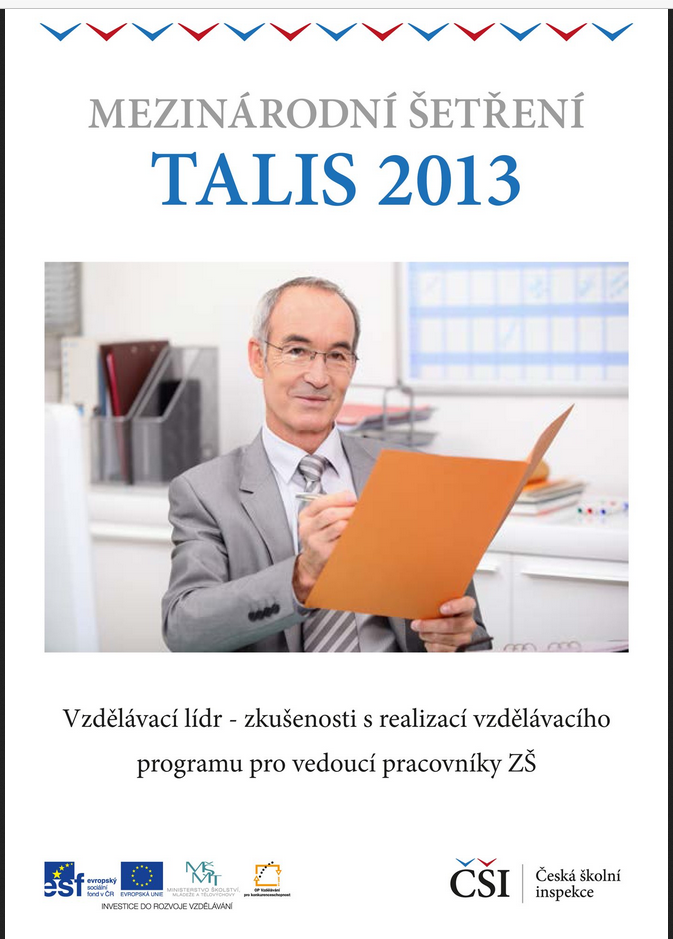 MEZINÁRODNÍ ŠETŘENÍ
TALIS 2013
Vzdělávací lídr - zkušenosti s realizací vzdělávacího
programu pro vedoucí pracovníky ZŠ
esf evropský
sociální
fond v ČR
EVROPSKÁ UNIE
MŠMT
MINISTERSTVO ŠKOLSTVÍ,
MLÁDEŽE A TĚLOVÝCHOVY
OP Vzdělávání
pro konkurenceschopnost
INVESTICE DO ROZVOJE VZDĚLÁVÁNÍ
ČŠI
Česká školní
inspekce